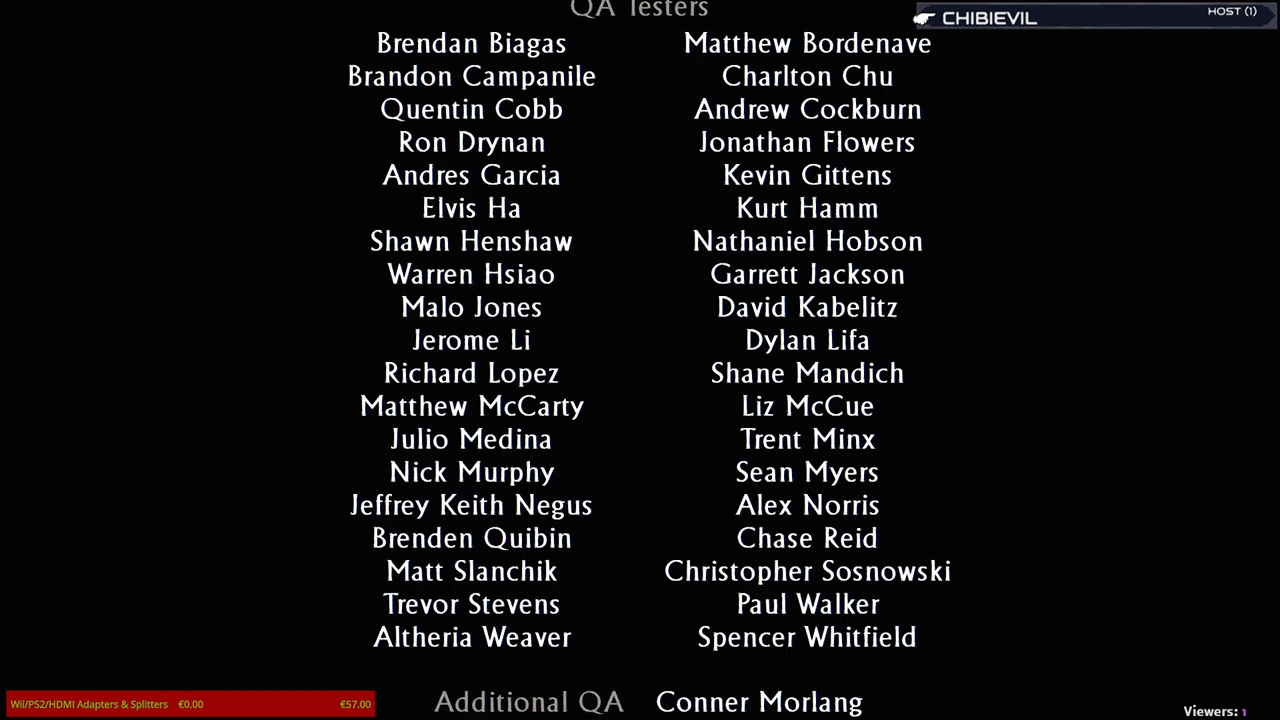 QA Testers
CHIBIEVIL
HOST (1)
Brendan Biagas Matthew Bordenave
Brandon Campanile Charlton Chu
Quentin Cobb Andrew Cockburn
Ron Drynan Jonathan Flowers
Andres Garcia Kevin Gittens
Elvis Ha Kurt Hamm
Shawn Henshaw Nathaniel Hobson
Warren Hsiao Garrett Jackson
Malo Jones David Kabelitz
Jerome Li Dylan Lifa
Richard Lopez Shane Mandich
Matthew McCarty Liz McCue
Julio Medina Trent Minx
Nick Murphy Sean Myers
Jeffrey Keith Negus Alex Norris
Brenden Quibin Chase Reid
Matt Slanchik Christopher Sosnowski
Trevor Stevens Paul Walker
Altheria Weaver Spencer Whitfield
Additional QA Conner Morlang
Wii/PS2/HDMI Adapters & Splitters €0.00 €57.00
Viewers: 1